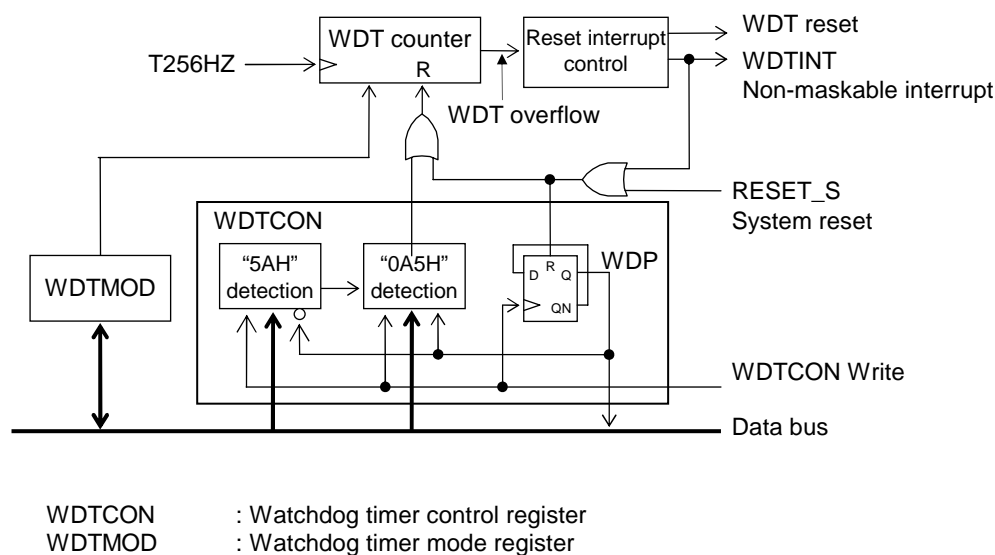 WDT counter
R
T256HZ
Reset interrupt
control
WDT reset
WDTINT
Non-maskable interrupt
WDT overflow
RESET_S
System reset
WDTCON
WDTMOD
“5AH”
detection
“0A5H”
detection
WDP
R
D
Q
QN
WDTCON Write
Data bus
WDTCON : Watchdog timer control register
WDTMOD : Watchdog timer mode register